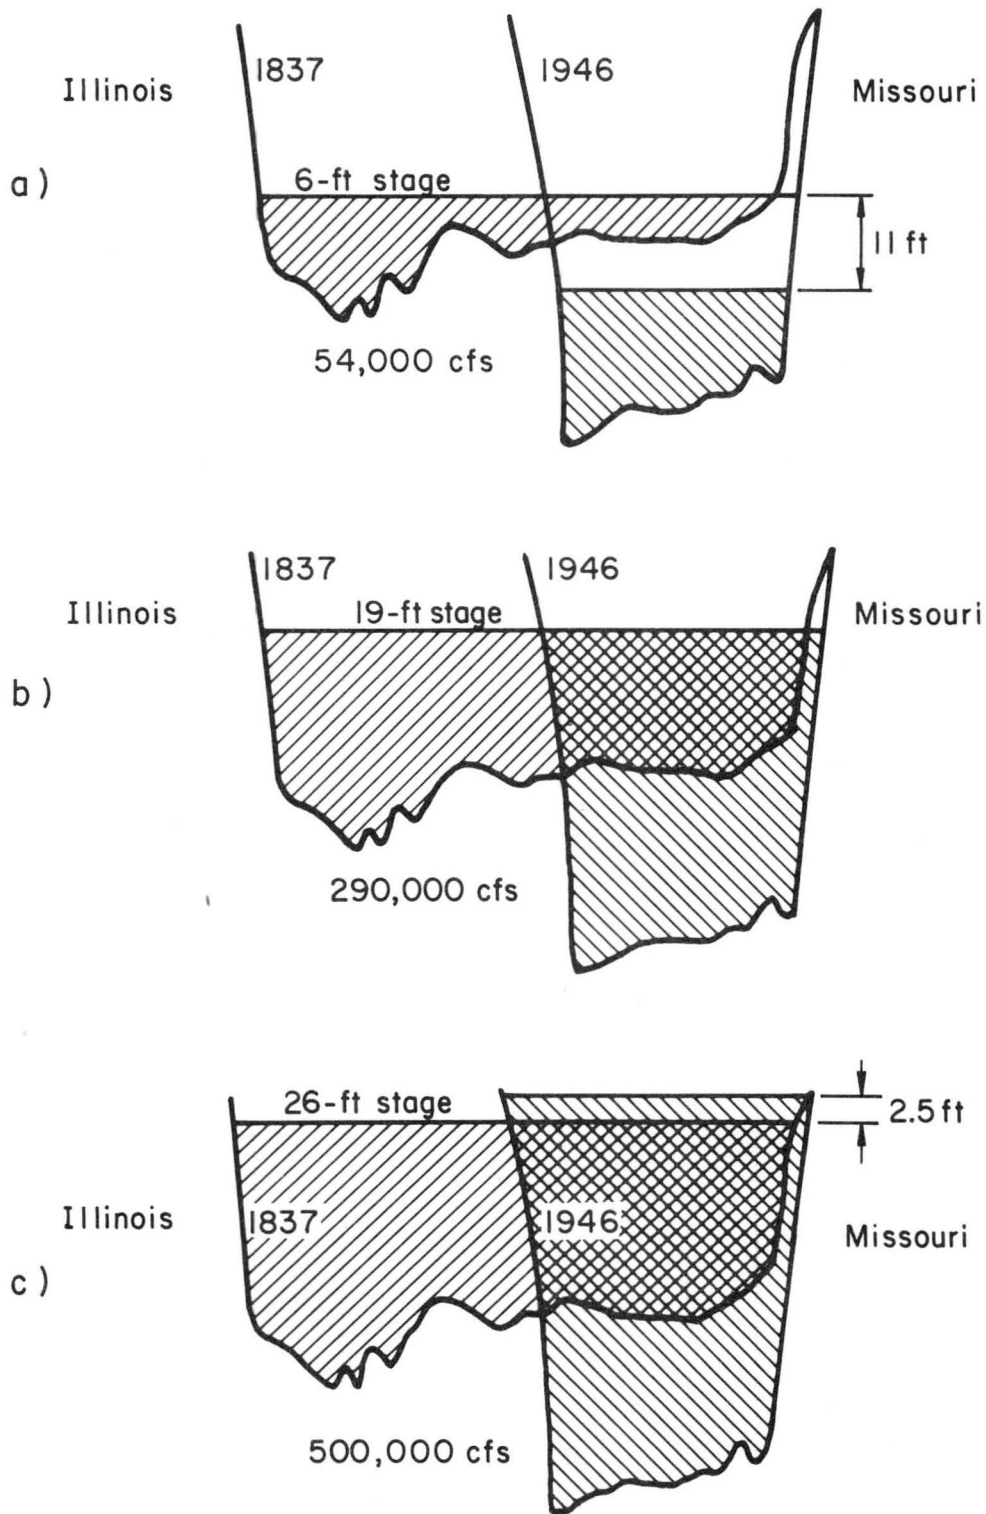 1837
1946
Illinois
Missouri
a)
6-ft stage
11 ft
54,000 cfs
1837
1946
Illinois
19-ft stage
Missouri
b)
290,000 cfs
26-ft stage
2.5 ft
Illinois
1837
1946
Missouri
c)
500,000 cfs